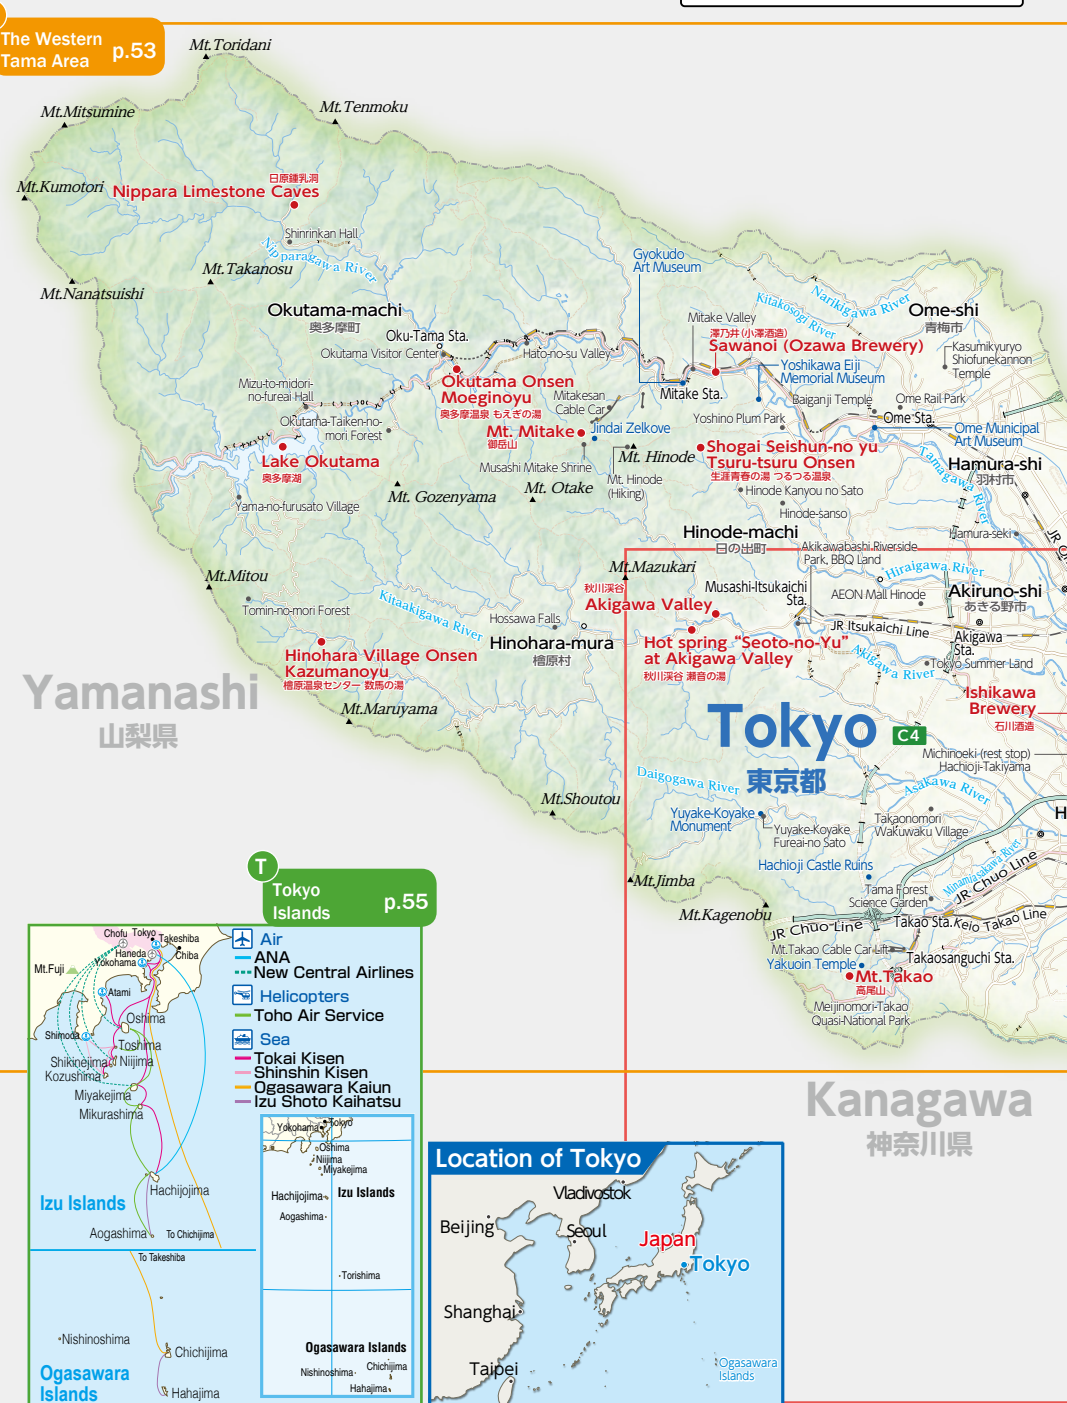 The Western
Tama Area p.53
Mt.Toridani
Mt.Mitsumine
Mt.Tenmoku
Mt.Kumotori
日原鍾乳洞
Nippara Limestone Caves
Shinrinkan Hall
Nipparagawa River
Mt.Takanosu
Mt.Nanatsuishi
Gyokudo
Art Museum
Narikigawa River
Kitakosogi River
Okutama-machi
奥多摩町
Ome-shi
青梅市
Mitake Valley
澤乃井(小澤酒造)
Sawanoi (Ozawa Brewery)
Oku-Tama Sta.
Okutama Visitor Center
Hato-no-su Valley
Kasumikyuryo
Shiofunekannon
Temple
Yoshikawa Eiji
Memorial Museum
Mizu-to-midori-
no-fureai Hall
Okutama Onsen
Moeginoyu
奥多摩温泉 もえぎの湯
Mitakesan
Cable Car
Mitake Sta.
Baiganji Temple
Ome Rail Park
Okutama-Taiken-no-
mori Forest
Yoshino Plum Park
Ome Sta.
Mt. Mitake
御岳山
Jindai Zelkove
Ome Municipal
Art Museum
Lake Okutama
奥多摩湖
Musashi Mitake Shrine
Mt. Hinode
Shogai Seishun-no yu
Tsuru-tsuru Onsen
生涯青春の湯 つるつる温泉
Tamagawa River
Hamura-shi
羽村市
Mt. Hinode
(Hiking)
Mt. Gozenyama
Mt. Otake
Hinode Kanyou no Sato
Yama-no-furusato Village
Hinode-sanso
Hinode-machi
日の出町
Hamura-seki
JR
Akikawabashi Riverside
Park, BBQ Land
Mt.Mitou
Mt.Mazukari
秋川渓谷
Akigawa Valley
Musashi-Itsukaichi
Sta.
Hiraigawa River
AEON Mall Hinode
Akiruno-shi
あきる野市
Tomin-no-mori Forest
Kitaakigawa River
Hossawa Falls
JR Itsukaichi Line
Akigawa
Sta.
Hinohara Village Onsen
Kazumanoyu
檜原温泉センター 数馬の湯
Hinohara-mura
檜原村
Hot spring “Seoto-no-Yu”
at Akigawa Valley
秋川渓谷 瀬音の湯
Akigawa River
Tokyo Summer Land
Yamanashi
山梨県
Mt.Maruyama
Ishikawa
Brewery
石川酒造
Tokyo
東京都
C4
Michinoeki (rest stop)
Hachioji-Takiyama
Daigogawa River
Asakawa River
Mt.Shoutou
Yuyake-Koyake
Monument
Yuyake-Koyake
Fureai-no Sato
Takaonomori
Wakuwaku Village
H
Hachioji Castle Ruins
Minamiasakawa River
JR Chuo Line
Mt.Jimba
Tama Forest
Science Garden
Mt.Kagenobu
JR Chuo Line
Takao Sta.
Keio Takao Line
Mt.Takao Cable Car Lift
Takaosanguchi Sta.
Yakuoin Temple
Mt.Takao
高尾山
Meijinomori-Takao
Quasi-National Park
Kanagawa
神奈川県
T
Tokyo
Islands p.55
Chofu
Tokyo
Takeshiba
Haneda
Yokohama
Chiba
Mt.Fuji
Atami
Oshima
Shimoda
Toshima
Shikinejima
Niijima
Kozushima
Miyakejima
Mikurashima
Hachijojima
Izu Islands
Aogashima
To Chichijima
To Takeshiba
Nishinoshima
Chichijima
Ogasawara
Islands
Hahajima
Air
ANA
New Central Airlines
Helicopters
Toho Air Service
Sea
Tokai Kisen
Shinshin Kisen
Ogasawara Kaiun
Izu Shoto Kaihatsu
Tokyo
Yokohama
Oshima
Niijima
Miyakejima
Hachijojima
Izu Islands
Aogashima
Torishima
Ogasawara Islands
Chichijima
Nishinoshima
Hahajima
Location of Tokyo
Vladivostok
Beijing
Seoul
Japan
Tokyo
Shanghai
Taipei
Ogasawara
Islands